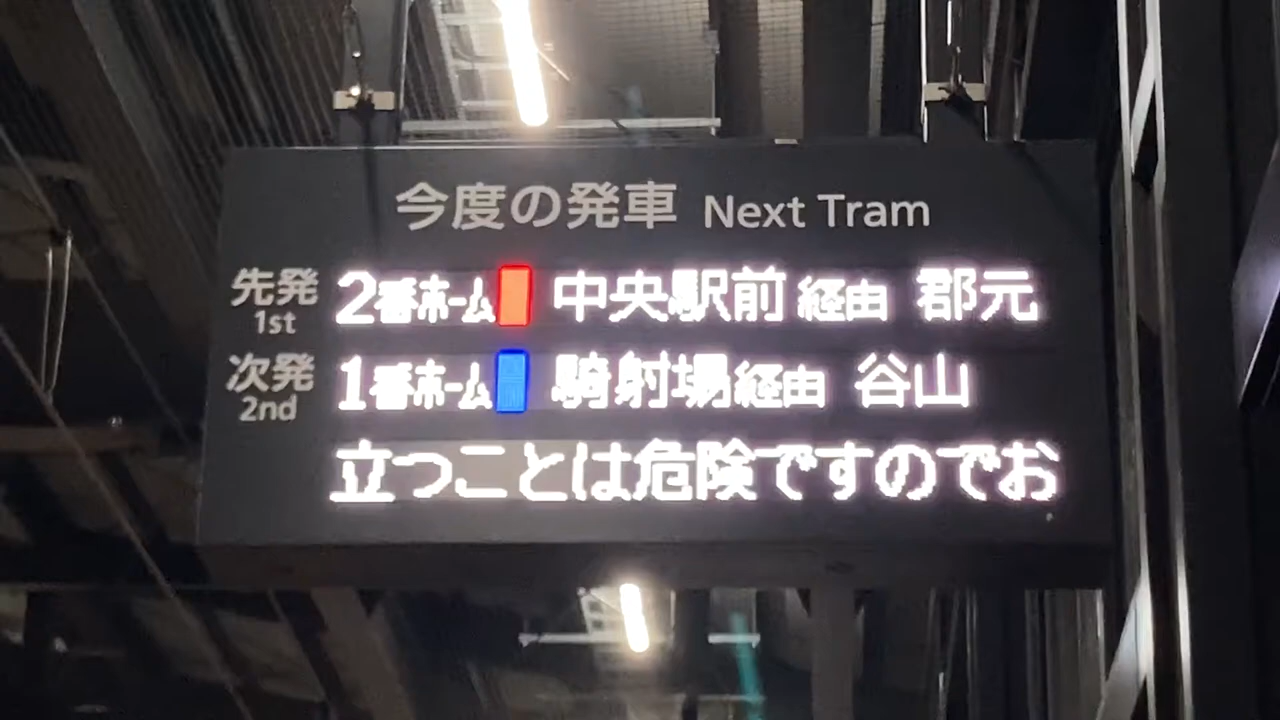 今度の発車 Next Tram
先発 1st 2番ホーム 中央駅前経由 郡元
次発 2nd 1番ホーム 騎射場経由 谷山
立つことは危険ですのでお